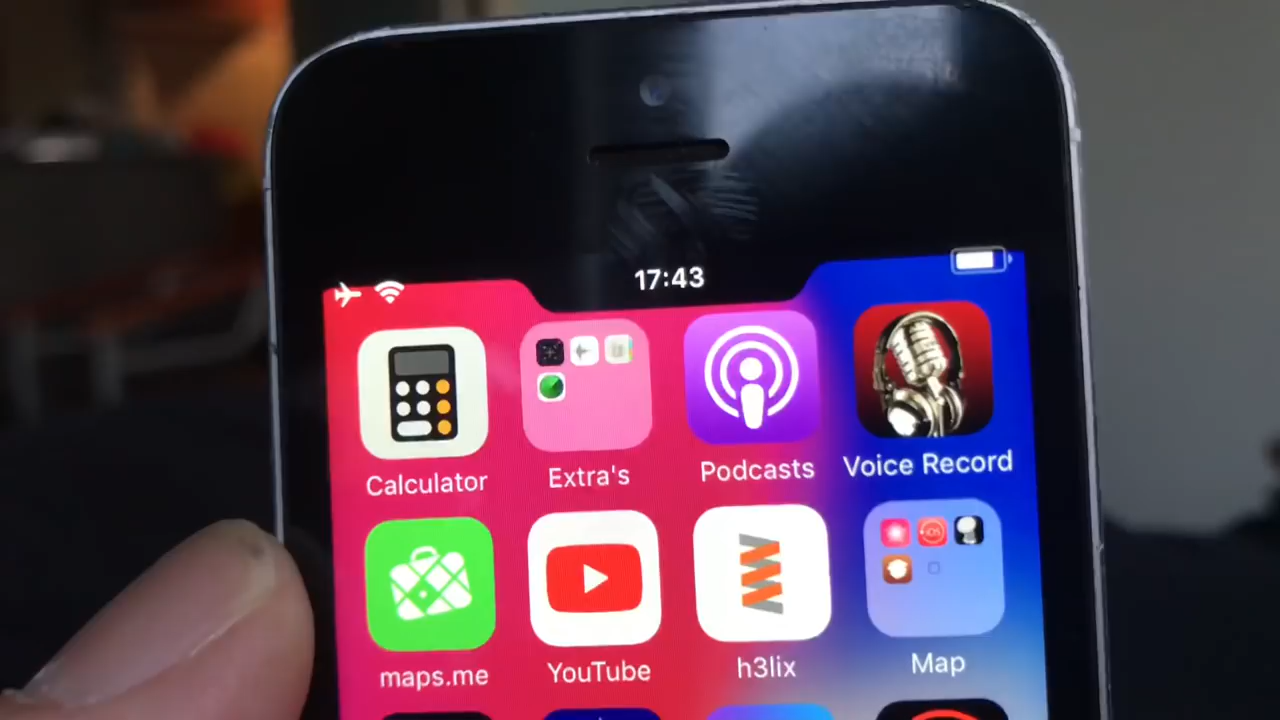 17:43
Calculator
Extra's
Podcasts
Voice Record
maps.me
YouTube
h3lix
Map